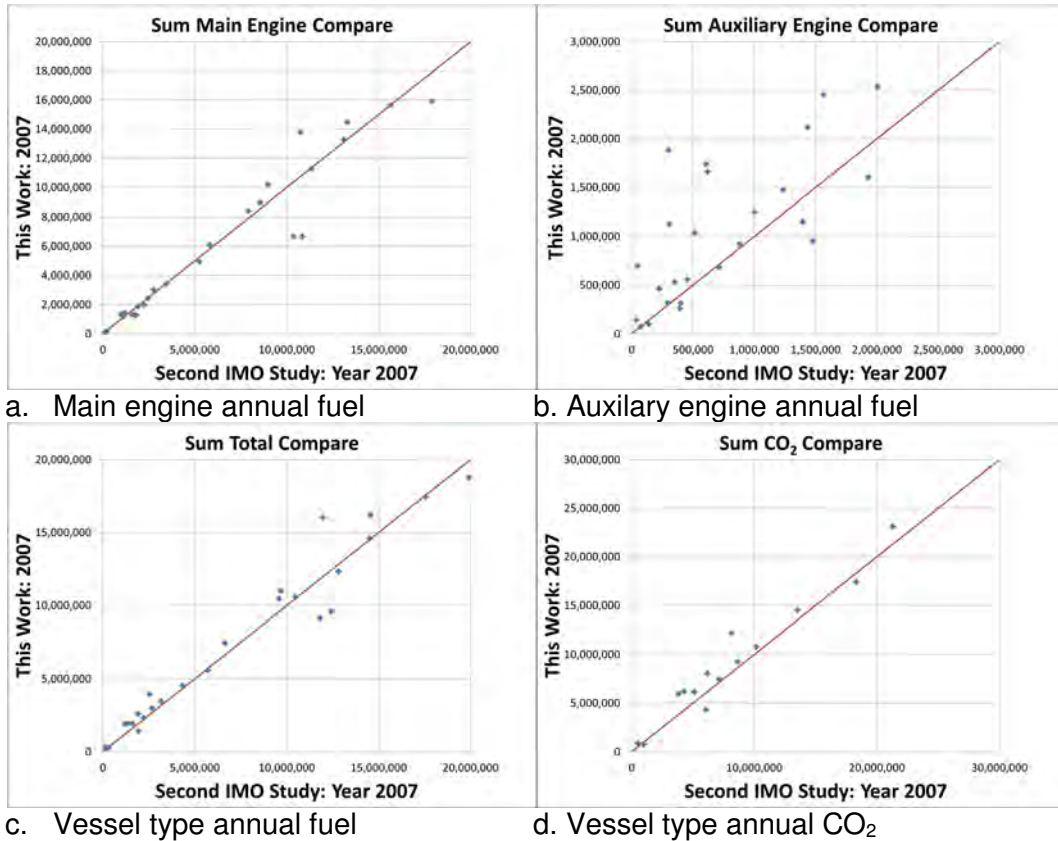 Sum Main Engine Compare
20,000,000
18,000,000
16,000,000
14,000,000
12,000,000
10,000,000
8,000,000
6,000,000
4,000,000
2,000,000
0
This Work: 2007
0 5,000,000 10,000,000 15,000,000 20,000,000
Second IMO Study: Year 2007
a. Main engine annual fuel
Sum Auxiliary Engine Compare
3,000,000
2,500,000
2,000,000
1,500,000
1,000,000
500,000
0
This Work: 2007
0 500,000 1,000,000 1,500,000 2,000,000 2,500,000 3,000,000
Second IMO Study: Year 2007
b. Auxilary engine annual fuel
Sum Total Compare
20,000,000
15,000,000
10,000,000
5,000,000
0
This Work: 2007
0 5,000,000 10,000,000 15,000,000 20,000,000
Second IMO Study: Year 2007
c. Vessel type annual fuel
Sum CO₂ Compare
30,000,000
25,000,000
20,000,000
15,000,000
10,000,000
5,000,000
0
This Work: 2007
0 10,000,000 20,000,000 30,000,000
Second IMO Study: Year 2007
d. Vessel type annual CO₂